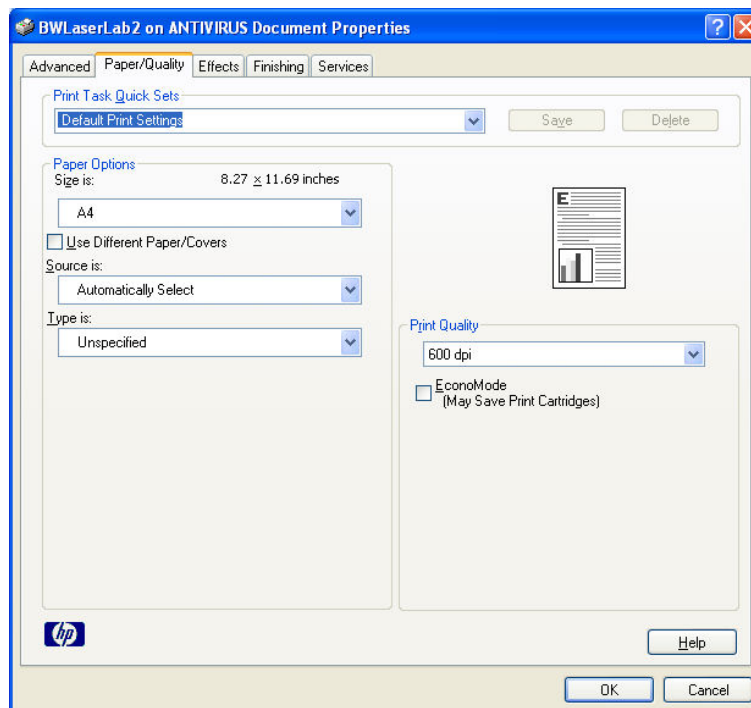 BWLaserLab2 on ANTIVIRUS Document Properties
Advanced Paper/Quality Effects Finishing Services
Print Task Quick Sets
Default Print Settings Save Delete
Paper Options
Size is: 8.27 x 11.69 inches
A4
Use Different Paper/Covers
Source is:
Automatically Select
Type is:
Unspecified
E
Print Quality
600 dpi
EconoMode
(May Save Print Cartridges)
hp
Help
OK Cancel